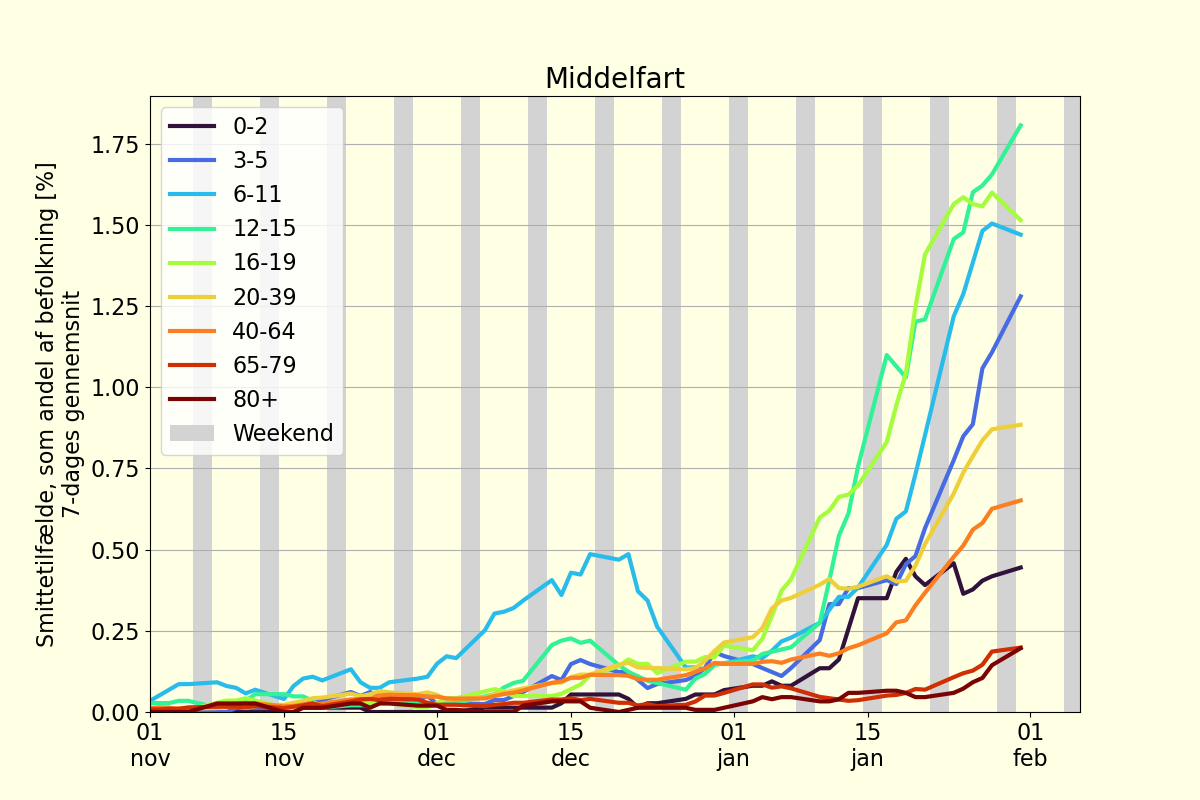 Middelfart
Smittetilfælde, som andel af befolkning [%]
7-dages gennemsnit
1.75
1.50
1.25
1.00
0.75
0.50
0.25
0.00
0-2
3-5
6-11
12-15
16-19
20-39
40-64
65-79
80+
Weekend
01 15 01 15 01 15 01
nov nov dec dec jan jan feb